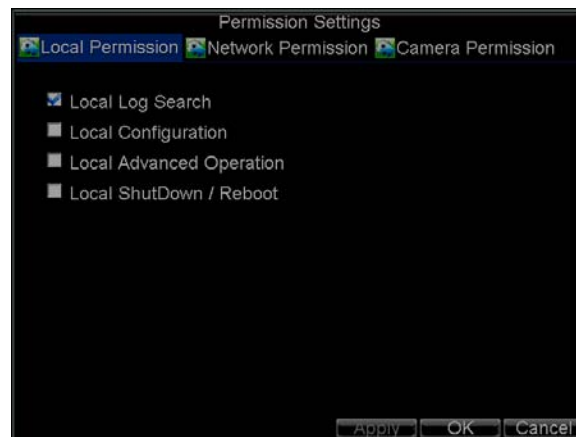 Permission Settings
Local Permission Network Permission Camera Permission
Local Log Search
Local Configuration
Local Advanced Operation
Local ShutDown / Reboot
Apply OK Cancel